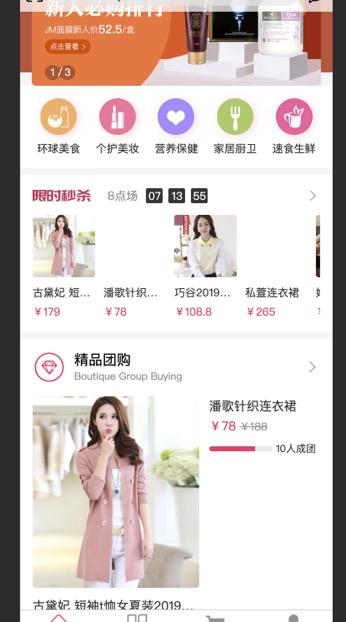 新人必购排行
JM面膜新人价52.5/盒
点击查看
1 / 3
环球美食 个护美妆 营养保健 家居厨卫 速食生鲜
限时秒杀 8点场 07 13 55
古黛妃 短... 潘歌针织... 巧谷2019... 私萱连衣裙
￥179 ￥78 ￥108.8 ￥265
精品团购
Boutique Group Buying
潘歌针织连衣裙
￥78 ￥188
10人成团
古黛妃 短袖t恤女夏装2019...